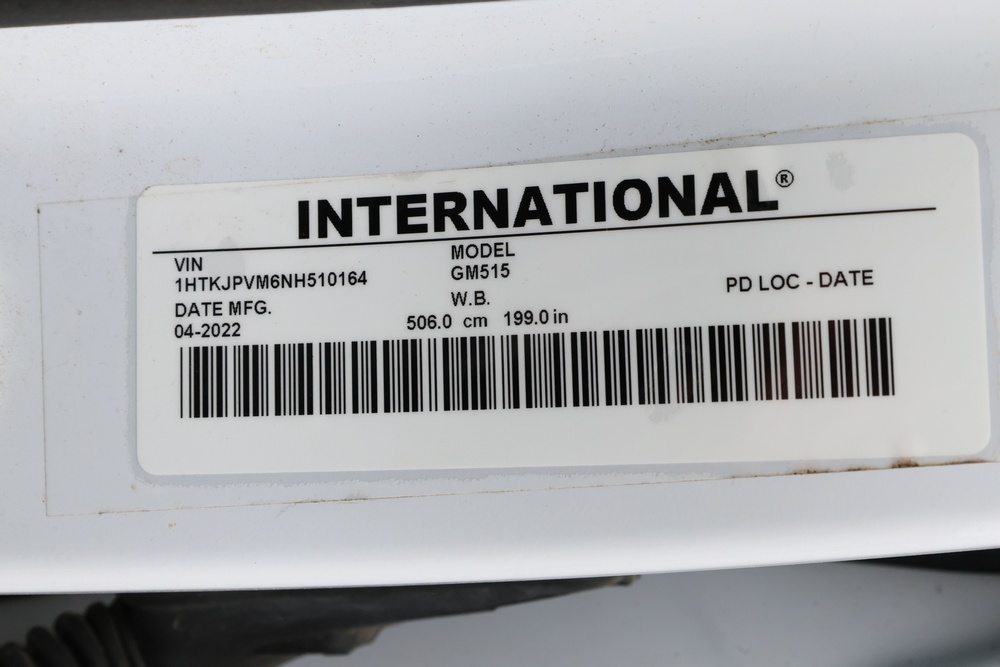 INTERNATIONAL®
VIN
1HTKJPVM6NH510164
MODEL
GM515
DATE MFG.
04-2022
W.B.
506.0 cm 199.0 in
PD LOC - DATE